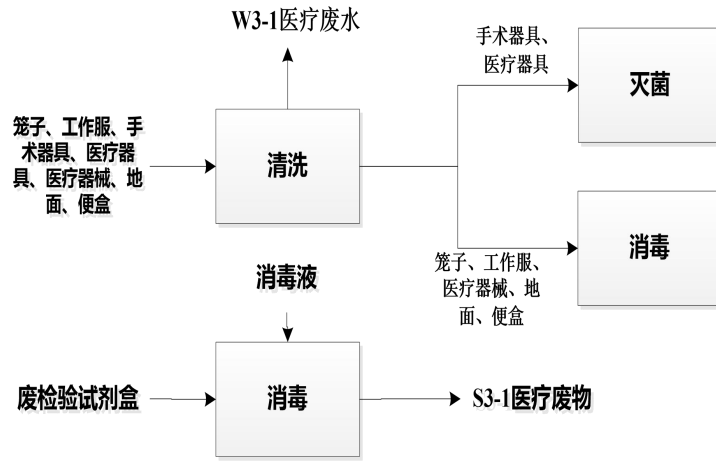 W3-1医疗废水
手术器具、
医疗器具
灭菌
笼子、工作服、手
术器具、医疗器
具、医疗器械、地
面、便盒
清洗
笼子、工作服、
医疗器械、地
面、便盒
消毒
消毒液
废检验试剂盒
消毒
S3-1医疗废物